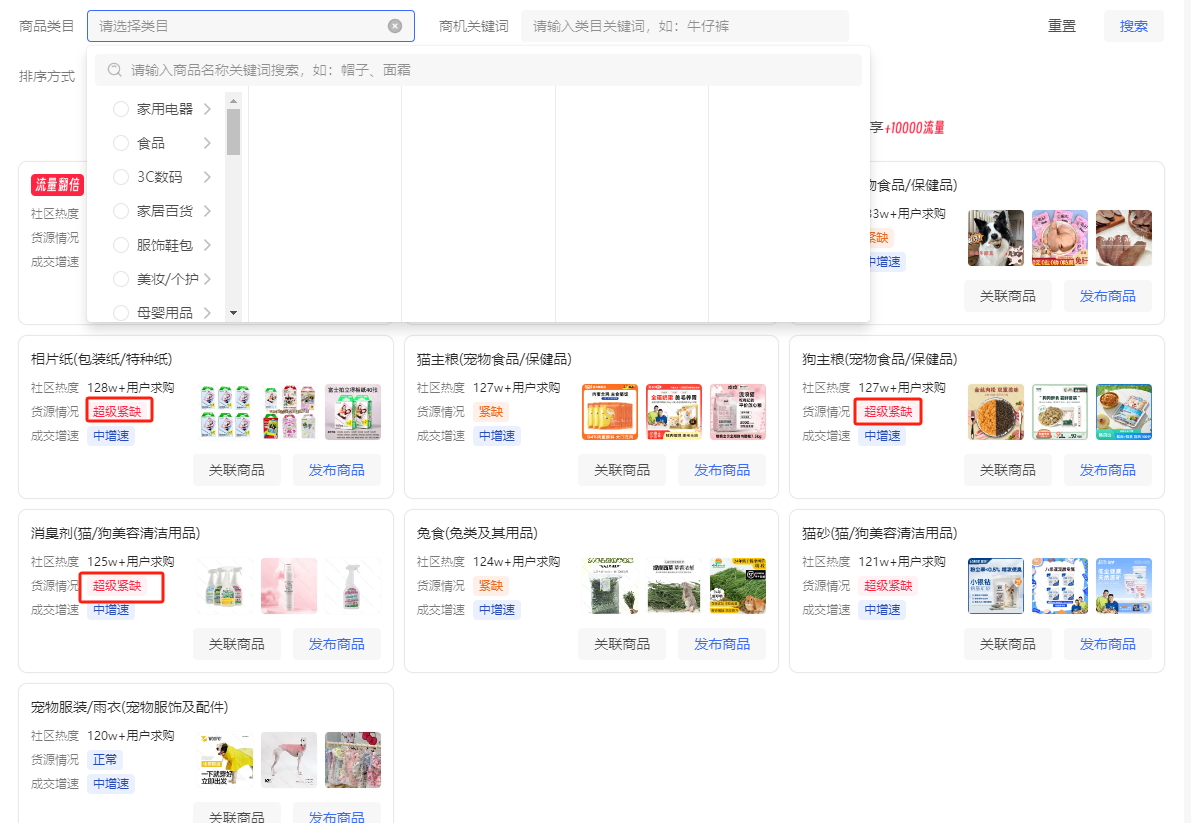 商品类目 请选择类目 商机关键词 请输入类目关键词，如：牛仔裤 重置 搜索
排序方式 请输入商品名称关键词搜索，如：帽子、面霜
家用电器
食品
3C数码
家居百货
服饰鞋包
美妆/个护
母婴用品
享+10000流量
流量翻倍
社区热度
货源情况
成交增速
物食品/保健品)
33w+用户求购
紧缺
中增速
关联商品 发布商品
相片纸(包装纸/特种纸)
社区热度 128w+用户求购
货源情况 超级紧缺
成交增速 中增速
关联商品 发布商品
猫主粮(宠物食品/保健品)
社区热度 127w+用户求购
货源情况 紧缺
成交增速 中增速
关联商品 发布商品
狗主粮(宠物食品/保健品)
社区热度 127w+用户求购
货源情况 超级紧缺
成交增速 中增速
关联商品 发布商品
消臭剂(猫/狗美容清洁用品)
社区热度 125w+用户求购
货源情况 超级紧缺
成交增速 中增速
关联商品 发布商品
兔食(兔类及其用品)
社区热度 124w+用户求购
货源情况 紧缺
成交增速 中增速
关联商品 发布商品
猫砂(猫/狗美容清洁用品)
社区热度 121w+用户求购
货源情况 超级紧缺
成交增速 中增速
关联商品 发布商品
宠物服装/雨衣(宠物服饰及配件)
社区热度 120w+用户求购
货源情况 正常
成交增速 中增速
一下就要好
立即出发
关联商品 发布商品